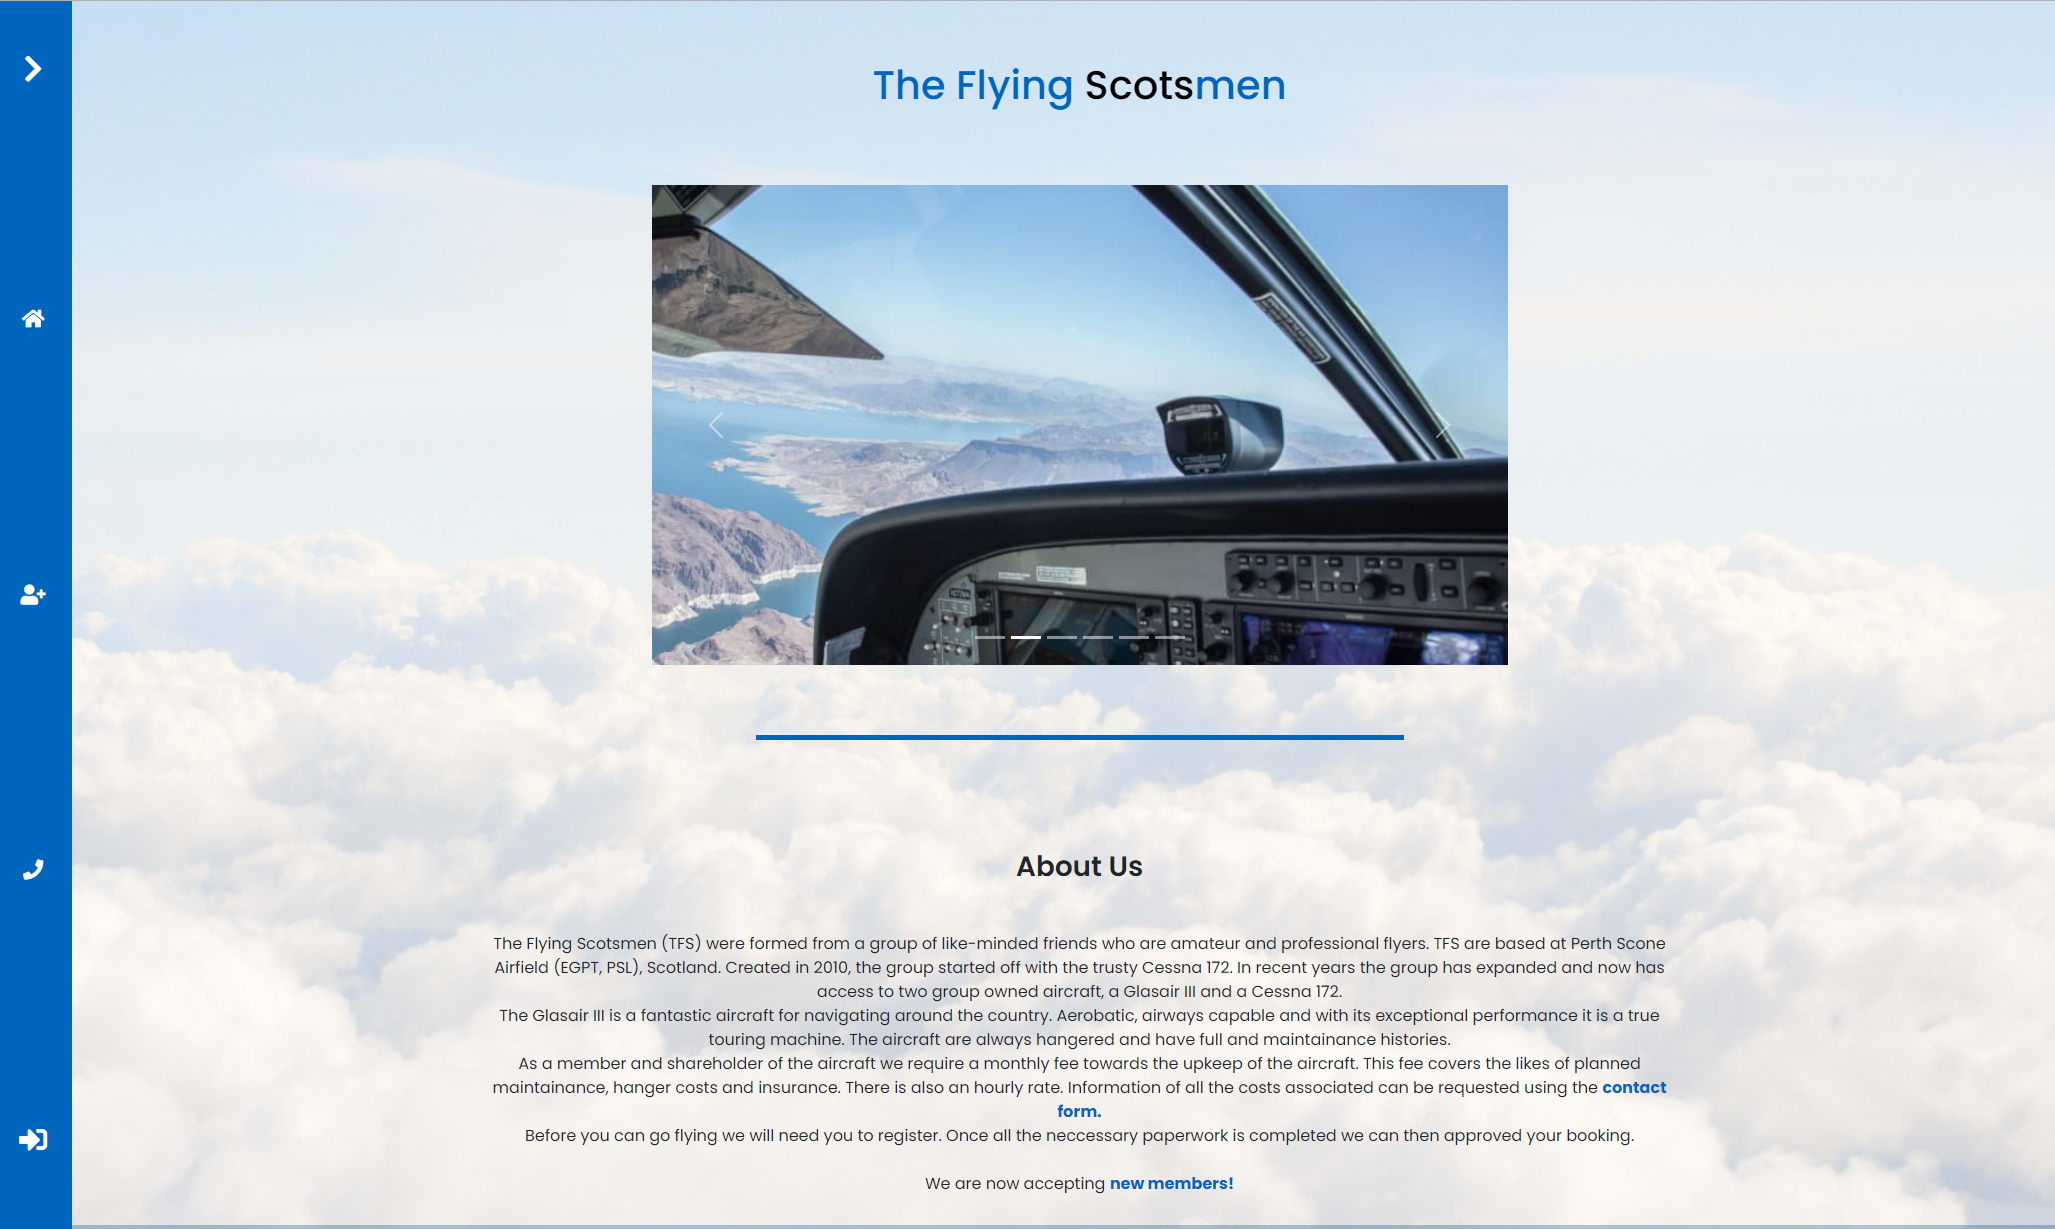 The Flying Scotsmen
About Us
The Flying Scotsmen (TFS) were formed from a group of like-minded friends who are amateur and professional flyers. TFS are based at Perth Scone
Airfield (EGPT, PSL), Scotland. Created in 2010, the group started off with the trusty Cessna 172. In recent years the group has expanded and now has
access to two group owned aircraft, a Glasair III and a Cessna 172.
The Glasair III is a fantastic aircraft for navigating around the country. Aerobatic, airways capable and with its exceptional performance it is a true
touring machine. The aircraft are always hangered and have full and maintainance histories.
As a member and shareholder of the aircraft we require a monthly fee towards the upkeep of the aircraft. This fee covers the likes of planned
maintainance, hanger costs and insurance. There is also an hourly rate. Information of all the costs associated can be requested using the contact
form.
Before you can go flying we will need you to register. Once all the neccessary paperwork is completed we can then approved your booking.
We are now accepting new members!